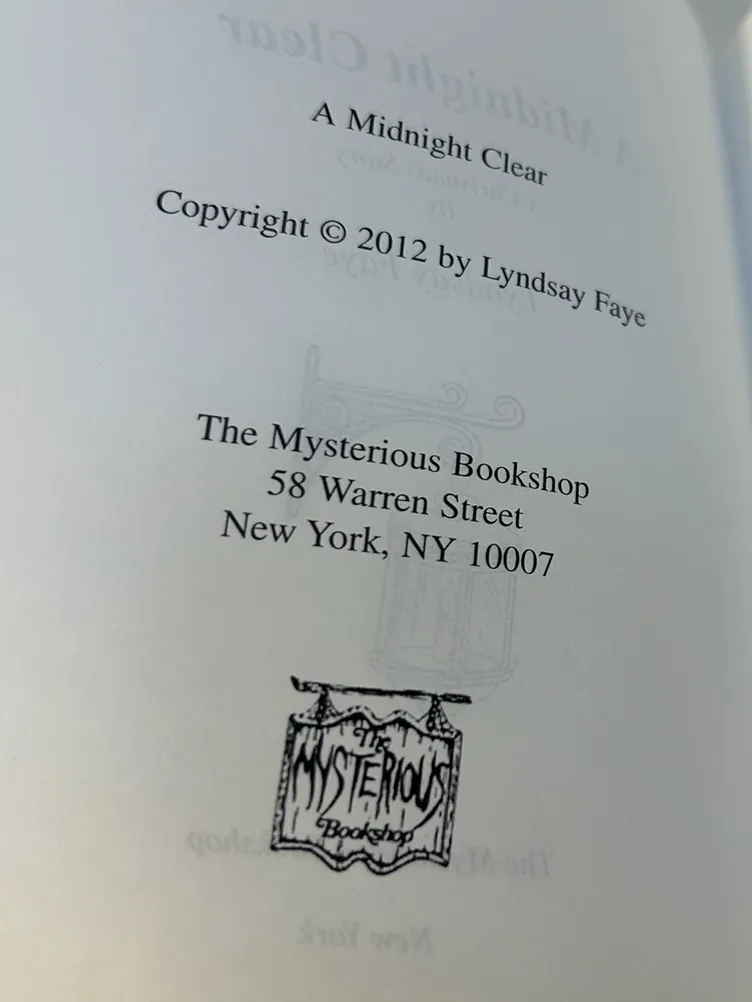 A Midnight Clear
Copyright © 2012 by Lyndsay Faye
The Mysterious Bookshop
58 Warren Street
New York, NY 10007
The
MYSTERIOUS
Bookshop